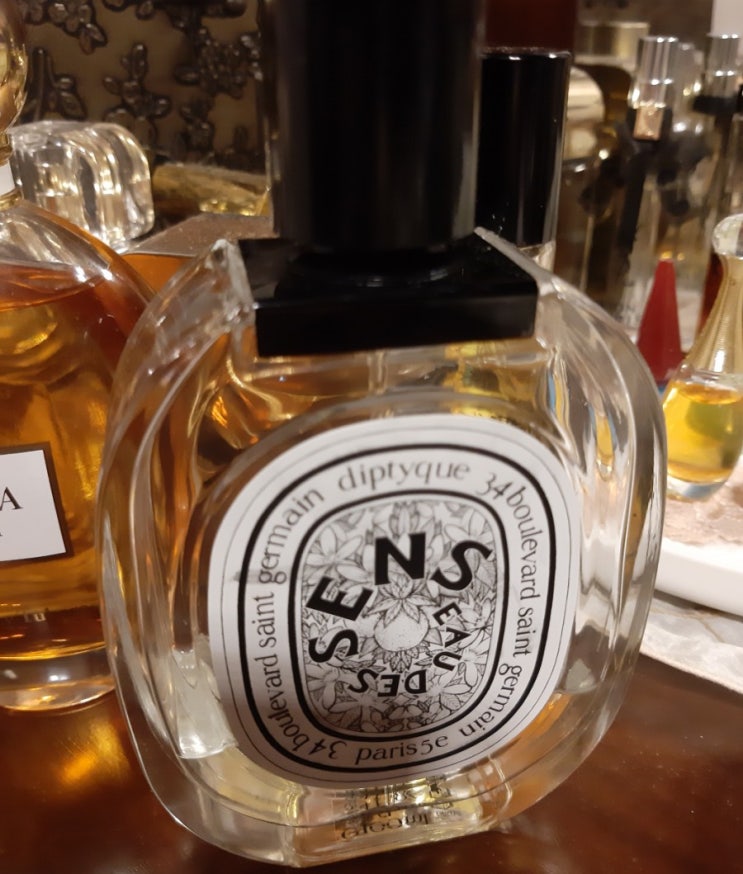 diptyque 34 boulevard saint germain paris 5e 34 boulevard saint germain
EAU DES
SENS
A